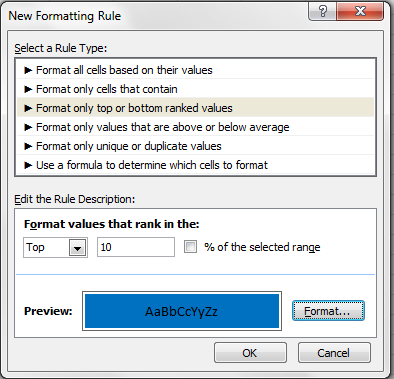 New Formatting Rule
Select a Rule Type:
► Format all cells based on their values
► Format only cells that contain
► Format only top or bottom ranked values
► Format only values that are above or below average
► Format only unique or duplicate values
► Use a formula to determine which cells to format
Edit the Rule Description:
Format values that rank in the:
Top 10 % of the selected range
Preview: AaBbCcYyZz Format...
OK Cancel